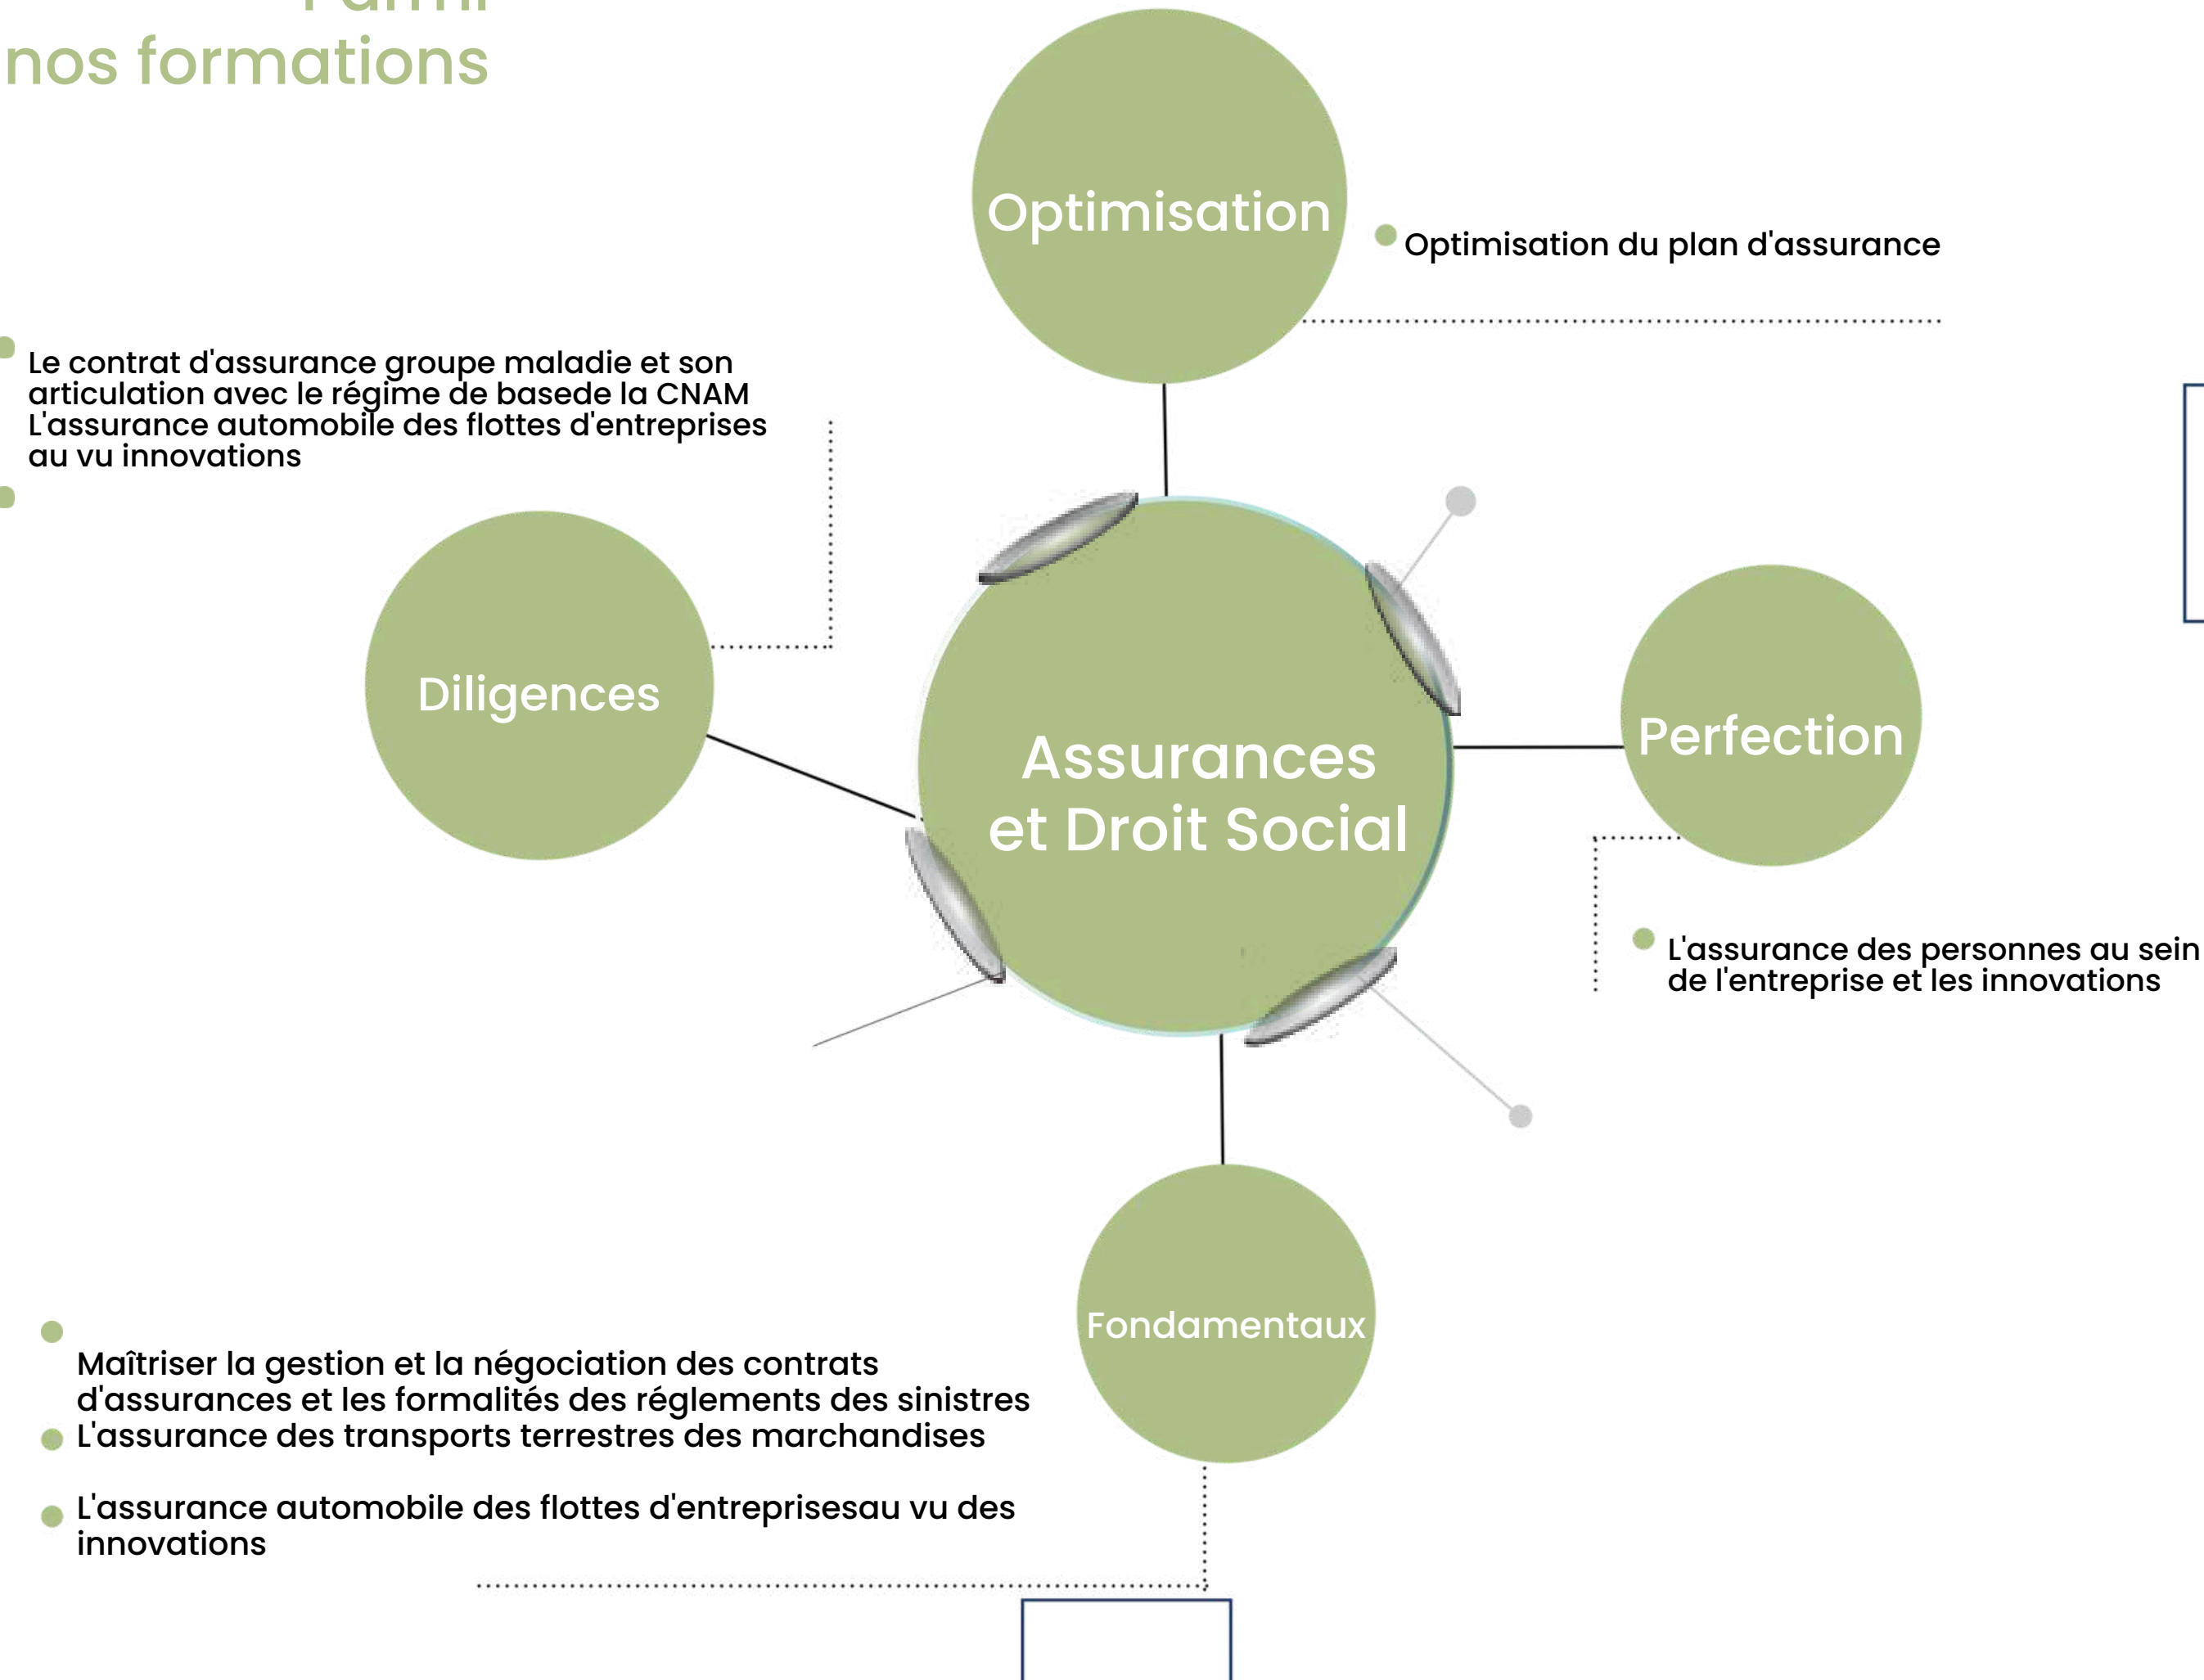 Parmi
nos formations
Optimisation
Optimisation du plan d'assurance
Le contrat d'assurance groupe maladie et son
articulation avec le régime de basede la CNAM
L'assurance automobile des flottes d'entreprises
au vu innovations
Diligences
Assurances
et Droit Social
Perfection
L'assurance des personnes au sein
de l'entreprise et les innovations
Fondamentaux
Maîtriser la gestion et la négociation des contrats
d'assurances et les formalités des réglements des sinistres
L'assurance des transports terrestres des marchandises
L'assurance automobile des flottes d'entreprisesau vu des
innovations